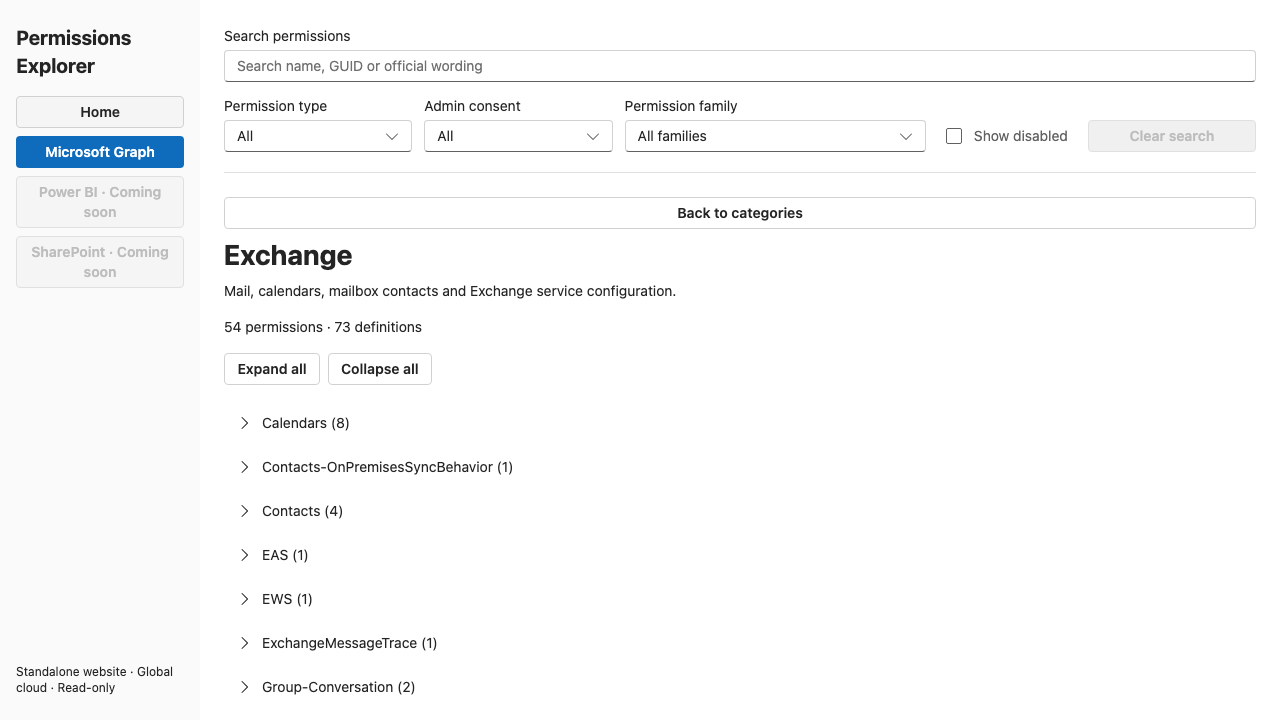 Permissions
Explorer
Home
Microsoft Graph
Power BI · Coming
soon
SharePoint · Coming
soon
Standalone website · Global
cloud · Read-only
Search permissions
Search name, GUID or official wording
Permission type
Admin consent
Permission family
All
All
All families
Show disabled
Clear search
Back to categories
Exchange
Mail, calendars, mailbox contacts and Exchange service configuration.
54 permissions · 73 definitions
Expand all
Collapse all
Calendars (8)
Contacts-OnPremisesSyncBehavior (1)
Contacts (4)
EAS (1)
EWS (1)
ExchangeMessageTrace (1)
Group-Conversation (2)